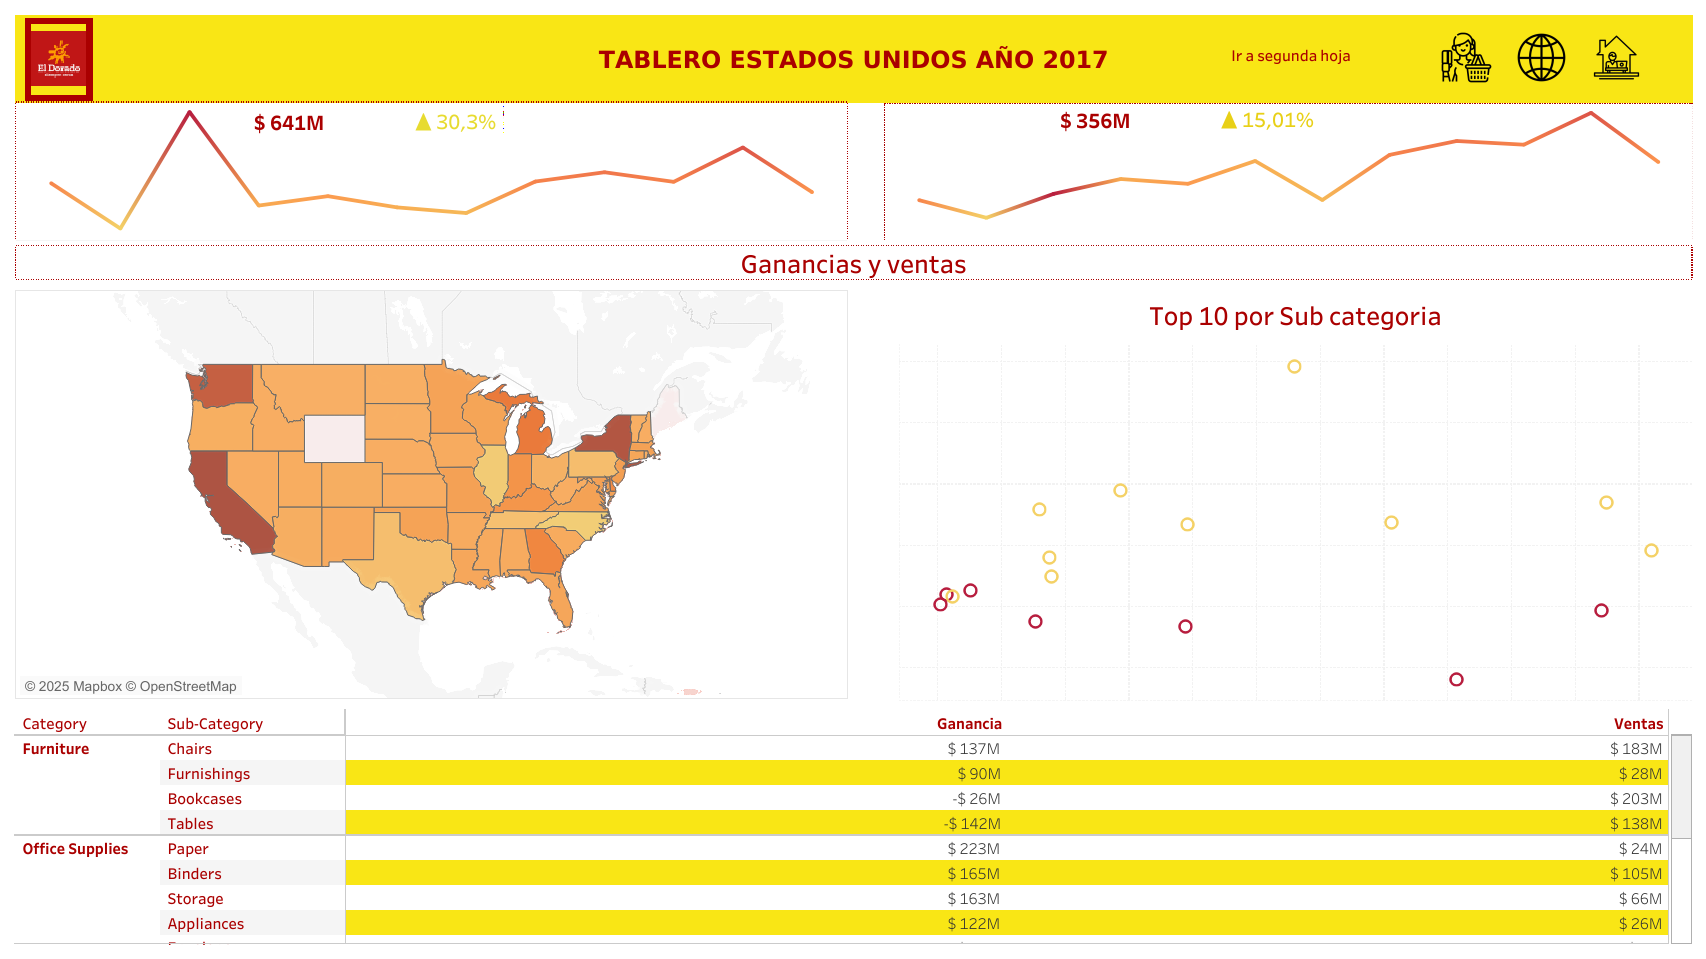 El Dorado
TABLERO ESTADOS UNIDOS AÑO 2017
Ir a segunda hoja
$ 641M
▲ 30,3%
$ 356M
▲ 15,01%
Ganancias y ventas
Top 10 por Sub categoria
© 2025 Mapbox © OpenStreetMap
Category Sub-Category Ganancia Ventas
Furniture Chairs $ 137M $ 183M
Furnishings $ 90M $ 28M
Bookcases -$ 26M $ 203M
Tables -$ 142M $ 138M
Office Supplies Paper $ 223M $ 24M
Binders $ 165M $ 105M
Storage $ 163M $ 66M
Appliances $ 122M $ 26M